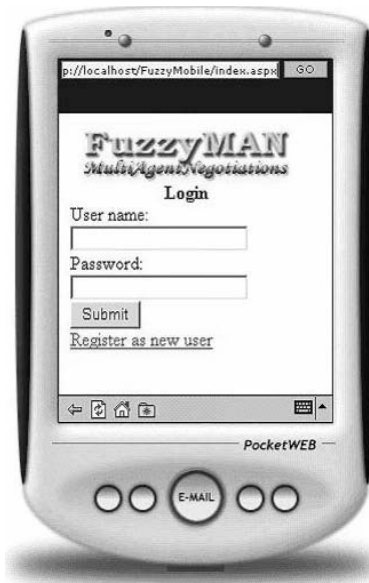 p://localhost/FuzzyMobile/index.aspx GO
FuzzyMAN
MultiAgentNegotiations
Login
User name:
Password:
Submit
Register as new user
PocketWEB
E-MAIL